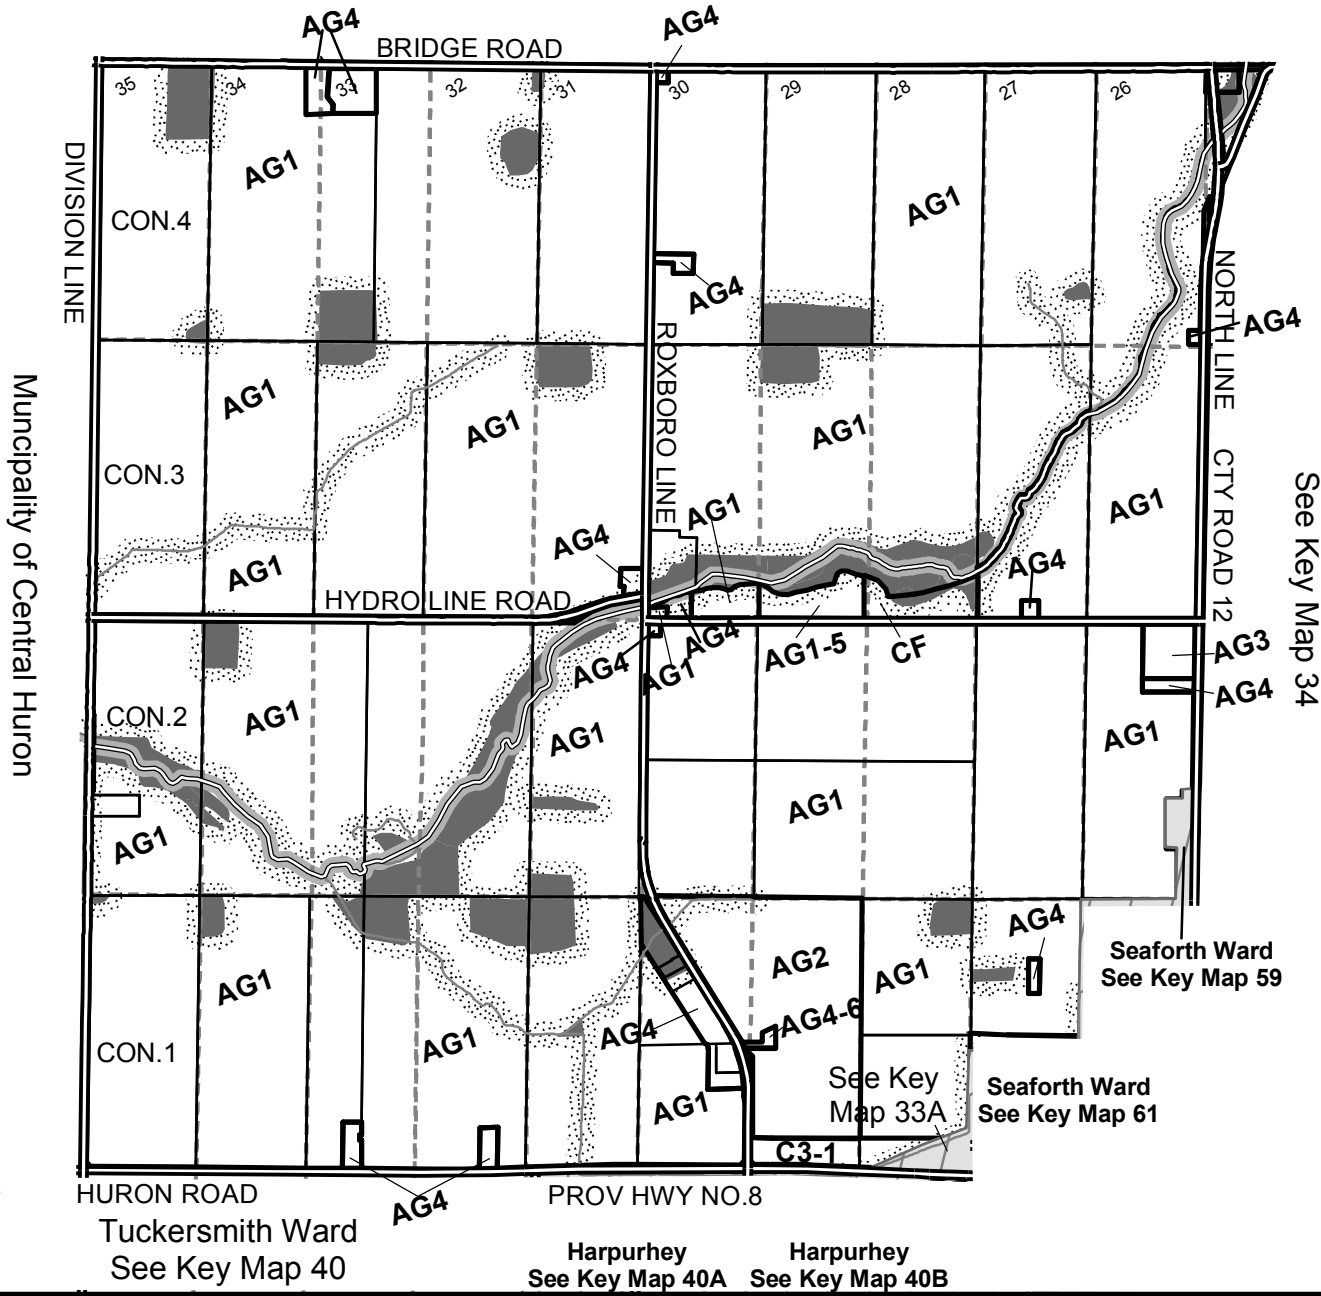 AG4
AG4
BRIDGE ROAD
35
34
33
32
31
30
29
28
27
26
DIVISION LINE
AG1
CON.4
AG1
AG4
NORTH LINE
CTY ROAD 12
AG4
ROXBORO LINE
AG1
AG1
AG1
CON.3
AG1
AG1
AG4
AG1
AG4
HYDRO LINE ROAD
Muncipality of Central Huron
See Key Map 34
AG4
AG1
AG4
AG1-5
CF
AG3
AG4
CON.2
AG1
AG1
AG1
AG1
AG1
AG4
Seaforth Ward
See Key Map 59
AG1
AG2
AG1
AG4
AG4-6
CON.1
AG1
AG1
See Key
Map 33A
Seaforth Ward
See Key Map 61
C3-1
HURON ROAD
AG4
PROV HWY NO.8
Tuckersmith Ward
See Key Map 40
Harpurhey
See Key Map 40A
Harpurhey
See Key Map 40B